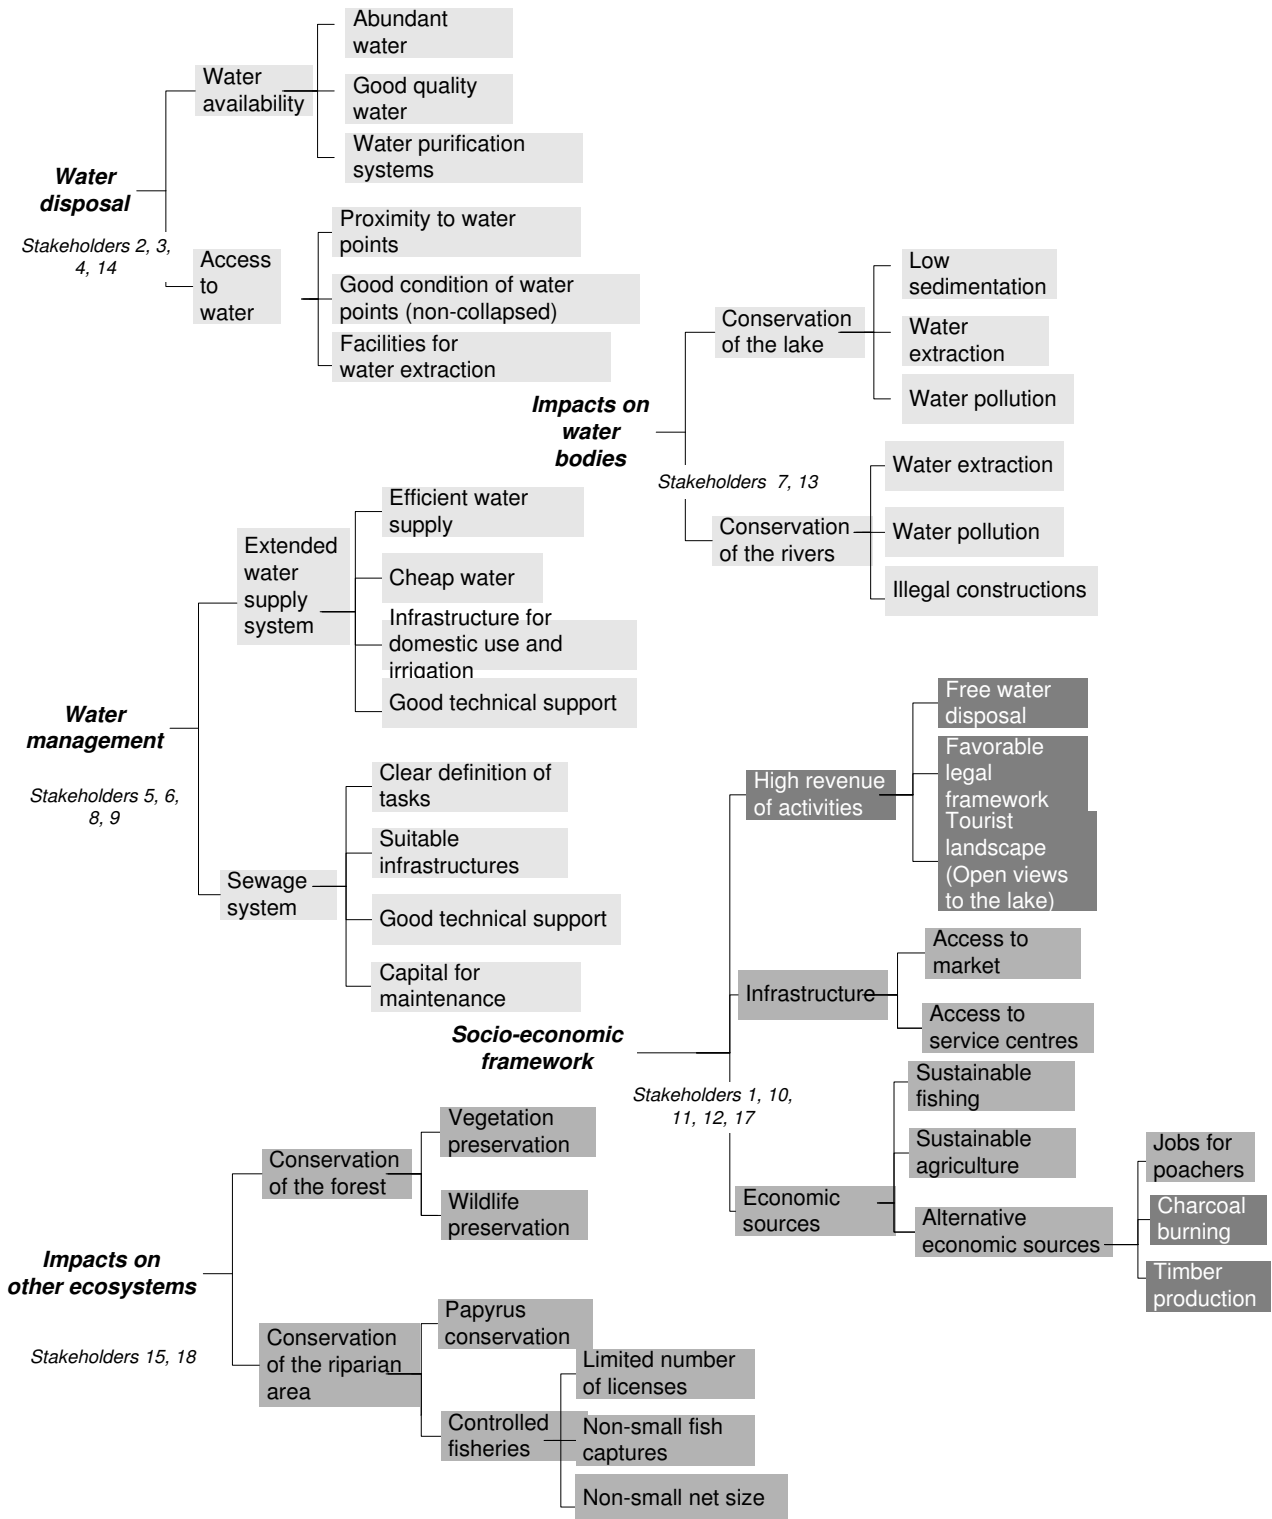 Abundant
water
Water
availability
Good quality
water
Water purification
systems
Water
disposal
Stakeholders 2, 3,
4, 14
Proximity to water
points
Access
to
water
Good condition of water
points (non-collapsed)
Facilities for
water extraction
Low
sedimentation
Conservation
of the lake
Water
extraction
Water pollution
Impacts on
water
bodies
Stakeholders  7, 13
Water extraction
Conservation
of the rivers
Water pollution
Illegal constructions
Efficient water
supply
Extended
water
supply
system
Cheap water
Infrastructure for
domestic use and
irrigation
Good technical support
Water
management
Stakeholders 5, 6,
8, 9
Clear definition of
tasks
Suitable
infrastructures
Sewage
system
Good technical support
Capital for
maintenance
Free water
disposal
High revenue
of activities
Favorable
legal
framework
Tourist
landscape
(Open views
to the lake)
Access to
market
Infrastructure
Access to
service centres
Socio-economic
framework
Stakeholders 1, 10,
11, 12, 17
Sustainable
fishing
Sustainable
agriculture
Economic
sources
Alternative
economic sources
Jobs for
poachers
Charcoal
burning
Timber
production
Vegetation
preservation
Conservation
of the forest
Wildlife
preservation
Impacts on
other ecosystems
Stakeholders 15, 18
Papyrus
conservation
Conservation
of the riparian
area
Limited number
of licenses
Controlled
fisheries
Non-small fish
captures
Non-small net size